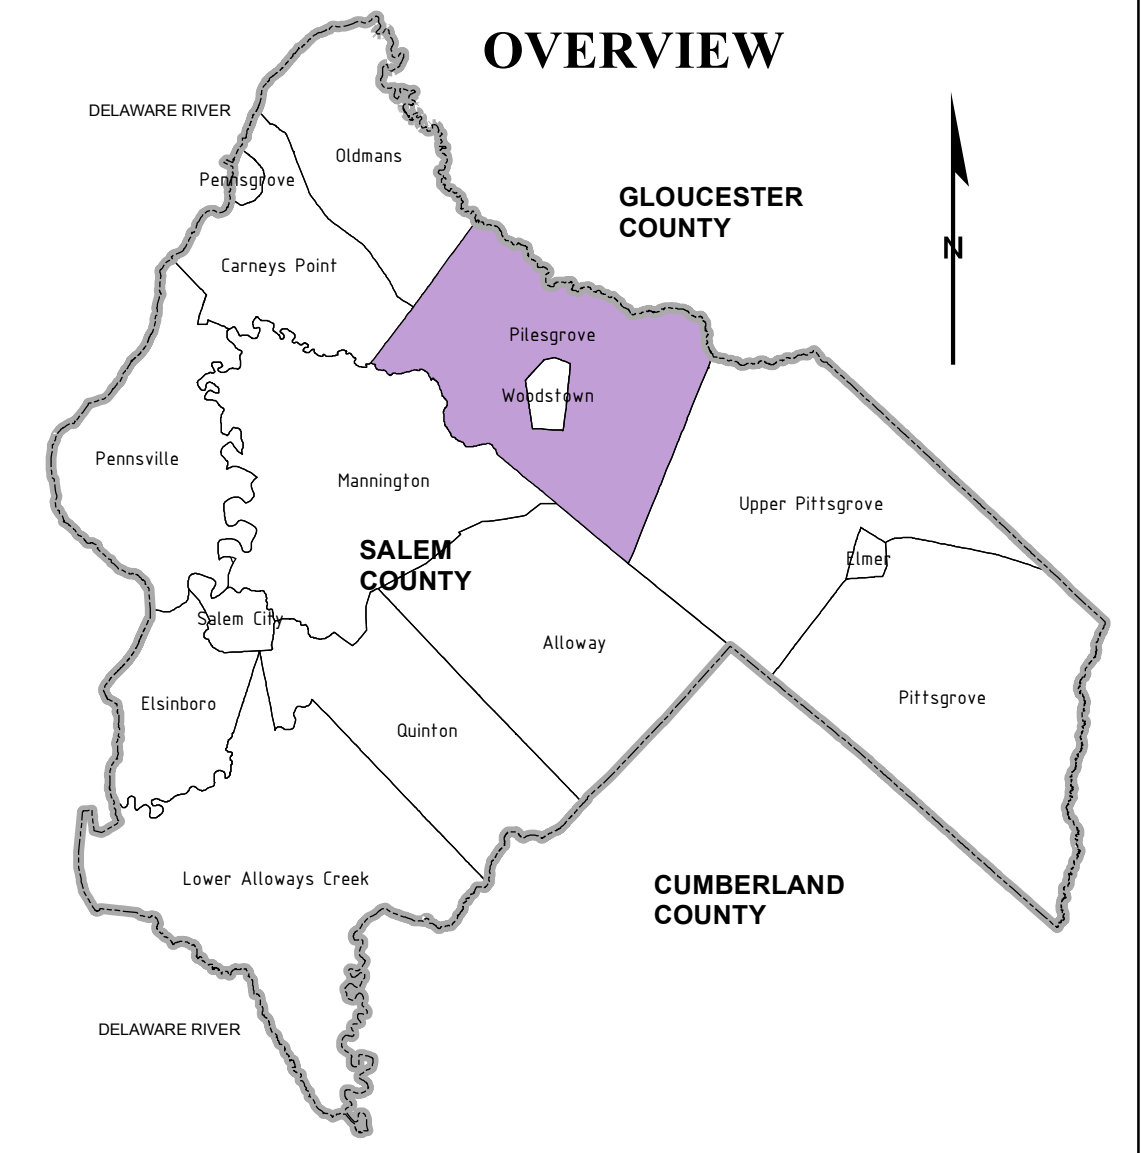 OVERVIEW
DELAWARE RIVER
Oldmans
Pennsgrove
GLOUCESTER
COUNTY
N
Carneys Point
Pilesgrove
Woodstown
Pennsville
Mannington
Upper Pittsgrove
SALEM
COUNTY
Elmer
Salem City
Alloway
Elsinboro
Pittsgrove
Quinton
Lower Alloways Creek
CUMBERLAND
COUNTY
DELAWARE RIVER